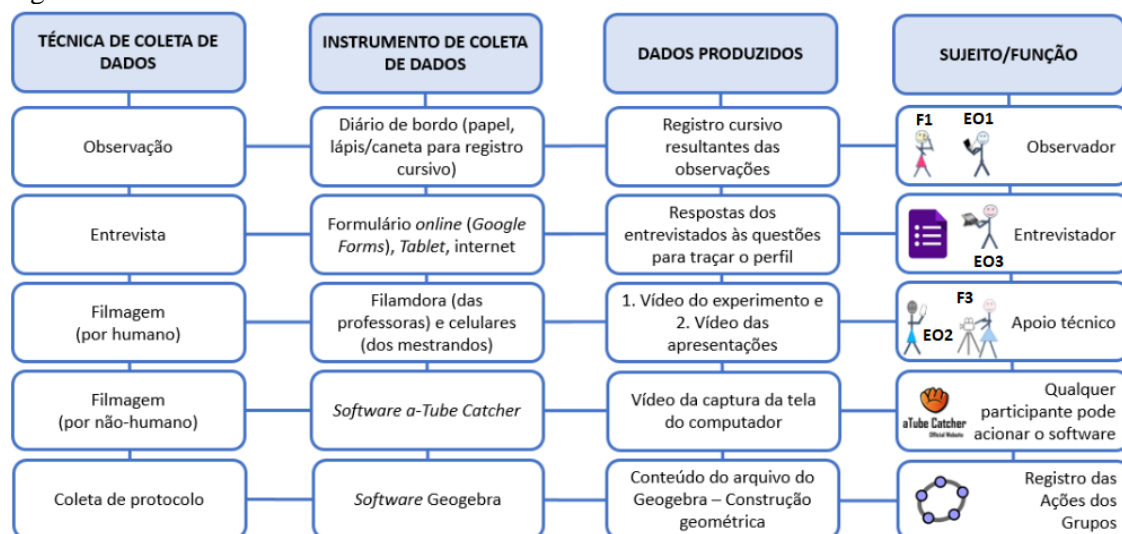 TÉCNICA DE COLETA DE
DADOS
INSTRUMENTO DE COLETA
DE DADOS
DADOS PRODUZIDOS
SUJEITO/FUNÇÃO
Observação
Diário de bordo (papel,
lápis/caneta para registro
cursivo)
Registro cursivo
resultantes das
observações
F1
EO1
Observador
Entrevista
Formulário online (Google
Forms), Tablet, internet
Respostas dos
entrevistados às questões
para traçar o perfil
EO3
Entrevistador
Filmagem
(por humano)
Filamdora (das
professoras) e celulares
(dos mestrandos)
1. Vídeo do experimento e
2. Vídeo das
apresentações
EO2
F3
Apoio técnico
Filmagem
(por não-humano)
Software a-Tube Catcher
Vídeo da captura da tela
do computador
aTube Catcher
Official Website
Qualquer
participante pode
acionar o software
Coleta de protocolo
Software Geogebra
Conteúdo do arquivo do
Geogebra – Construção
geométrica
Registro das
Ações dos
Grupos